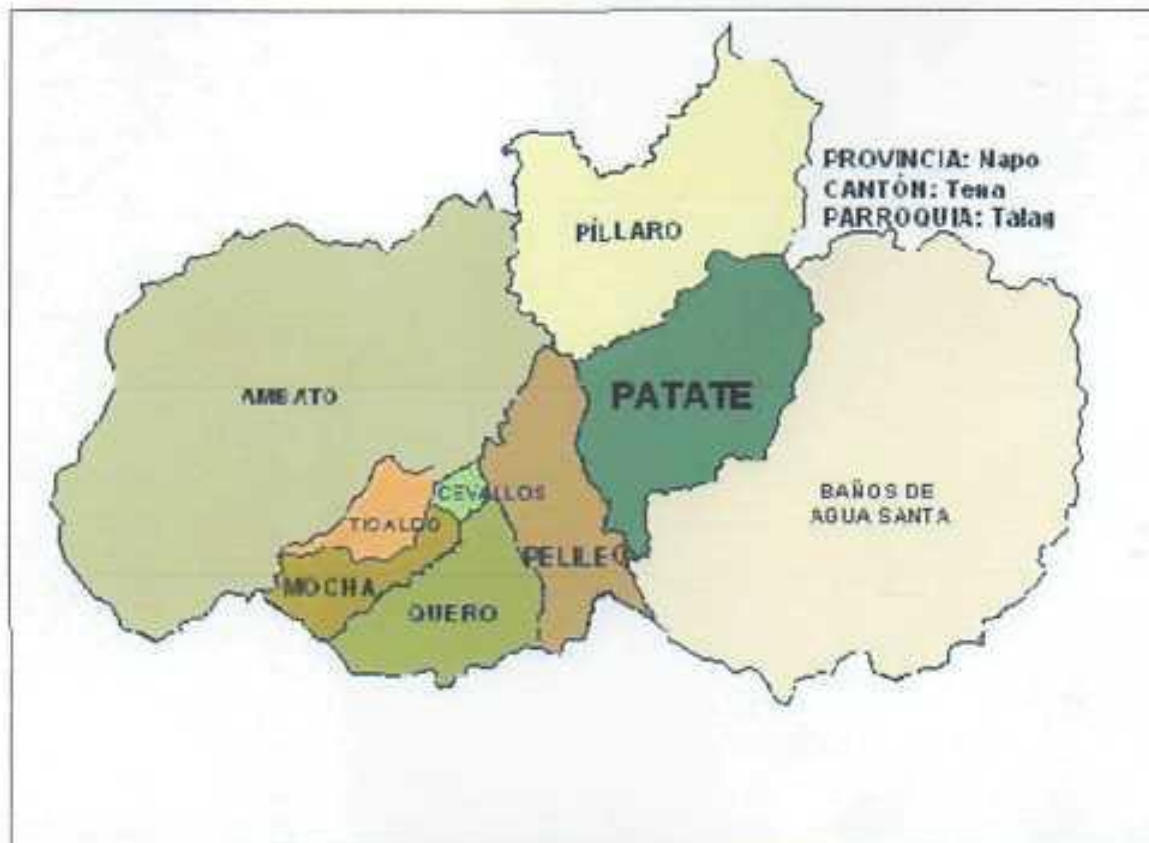 PROVINCIA: Napo
CANTÓN: Tena
PARROQUIA: Talag
PÍLLARO
AMBATO
PATATE
CEVALLOS
BAÑOS DE
AGUA SANTA
TISALEO
PELILEO
MOCHA
QUERO